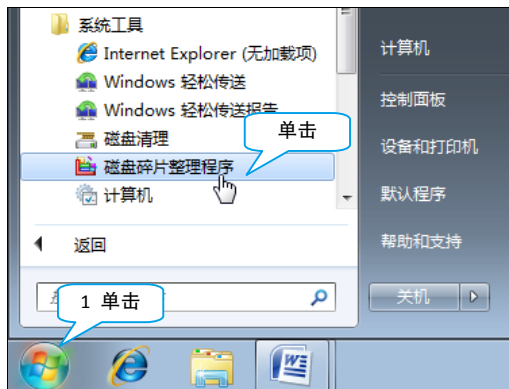 系统工具
Internet Explorer (无加载项)
Windows 轻松传送
Windows 轻松传送报告
磁盘清理
磁盘碎片整理程序
计算机
返回
单击
1 单击
计算机
控制面板
设备和打印机
默认程序
帮助和支持
关机